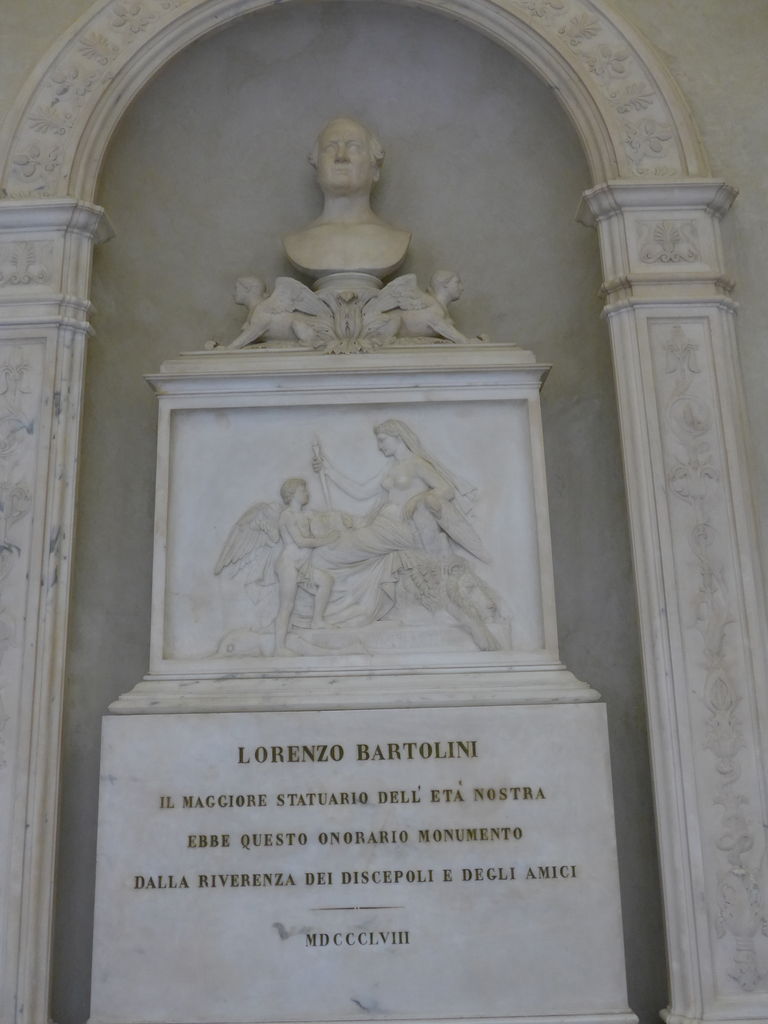 LORENZO BARTOLINI
IL MAGGIORE STATUARIO DELL' ETÀ NOSTRA
EBBE QUESTO ONORARIO MONUMENTO
DALLA RIVERENZA DEI DISCEPOLI E DEGLI AMICI
MDCCCLVIII